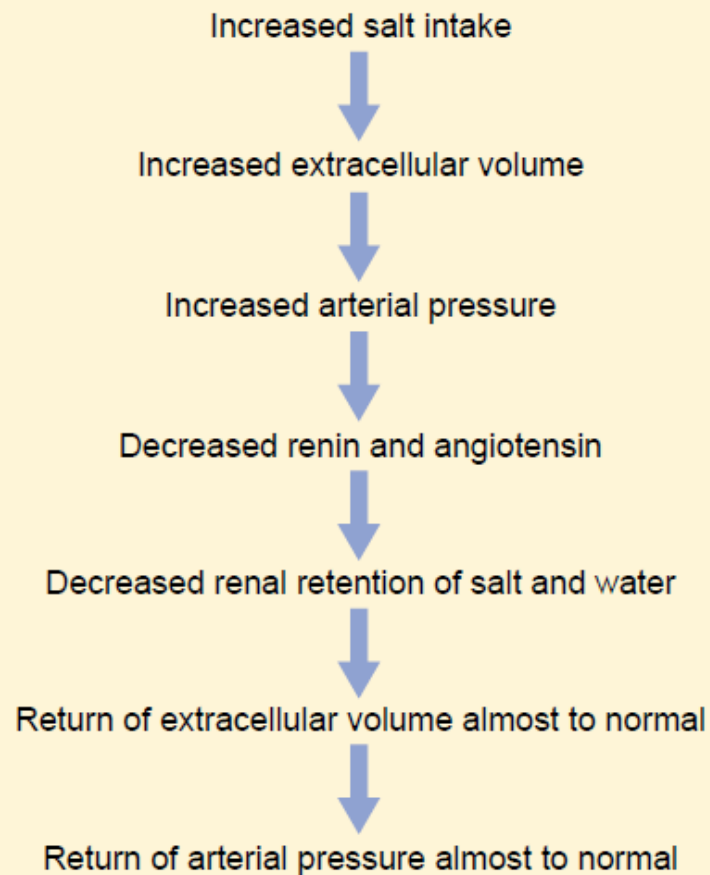 Increased salt intake
Increased extracellular volume
Increased arterial pressure
Decreased renin and angiotensin
Decreased renal retention of salt and water
Return of extracellular volume almost to normal
Return of arterial pressure almost to normal